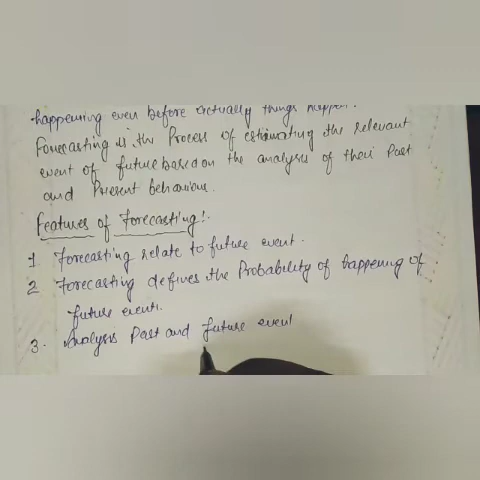 happening even before actually things happen.
Forecasting is the Process of estimating the relevant
event of future based on the analysis of their Past
and Present behaviour.
Features of Forecasting!.
1 Forecasting relate to future event.
2 Forecasting defines the Probability of happening of
future events.
3. Analysis Past and future event